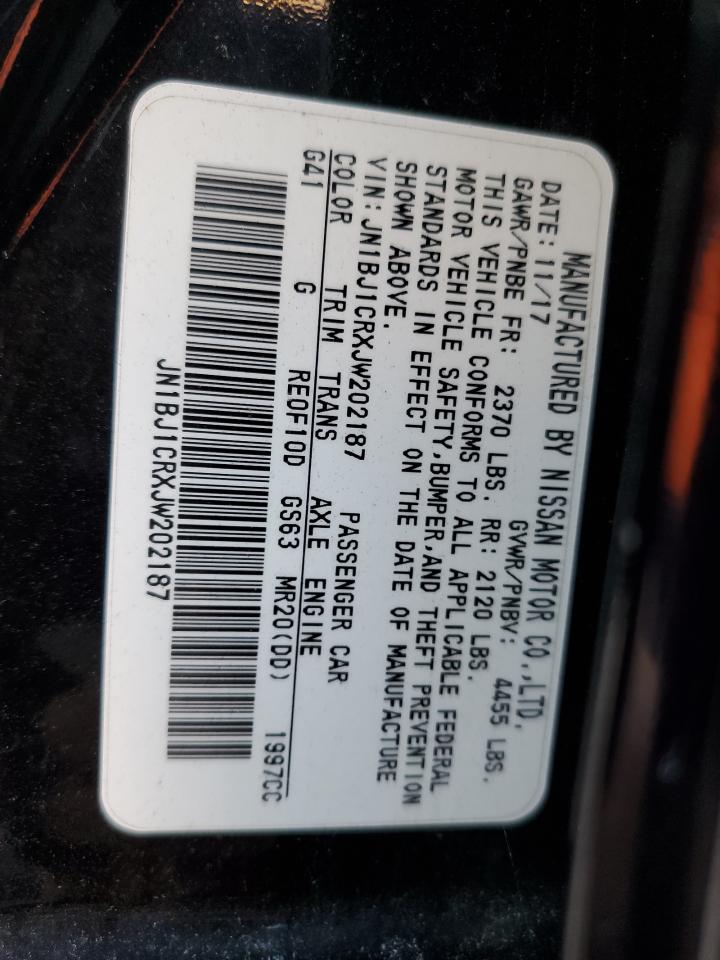 MANUFACTURED BY NISSAN MOTOR CO.,LTD.
DATE: 11/17 GVWR/PNBV: 4455 LBS.
GAWR/PNBE FR: 2370 LBS. RR: 2120 LBS.
THIS VEHICLE CONFORMS TO ALL APPLICABLE FEDERAL
MOTOR VEHICLE SAFETY,BUMPER,AND THEFT PREVENTION
STANDARDS IN EFFECT ON THE DATE OF MANUFACTURE
SHOWN ABOVE.
VIN:JN1BJ1CRXJW202187 PASSENGER CAR
COLOR TRIM TRANS AXLE ENGINE
G41 G RE0F10D GS63 MR20(DD) 1997CC
JN1BJ1CRXJW202187